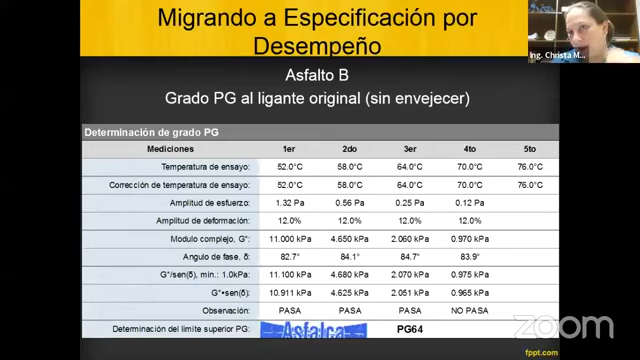 Migrando a Especificación por
Desempeño
Ing. Christa M...
Asfalto B
Grado PG al ligante original (sin envejecer)
Determinación de grado PG
Mediciones 1er 2do 3er 4to 5to
Temperatura de ensayo: 52.0°C 58.0°C 64.0°C 70.0°C 76.0°C
Corrección de temperatura de ensayo: 52.0°C 58.0°C 64.0°C 70.0°C 76.0°C
Amplitud de esfuerzo: 1.32 Pa 0.56 Pa 0.25 Pa 0.12 Pa
Amplitud de deformación: 12.0% 12.0% 12.0% 12.0%
Modulo complejo, G*: 11.000 kPa 4.650 kPa 2.060 kPa 0.970 kPa
Angulo de fase, δ: 82.7° 84.1° 84.7° 83.9°
G*/sen(δ), min.: 1.0kPa: 11.100 kPa 4.680 kPa 2.070 kPa 0.975 kPa
G*•sen(δ): 10.911 kPa 4.625 kPa 2.051 kPa 0.965 kPa
Observación: PASA PASA PASA NO PASA
Determinación del limite superior PG: Asfalca PG64
zoom
fppt.com